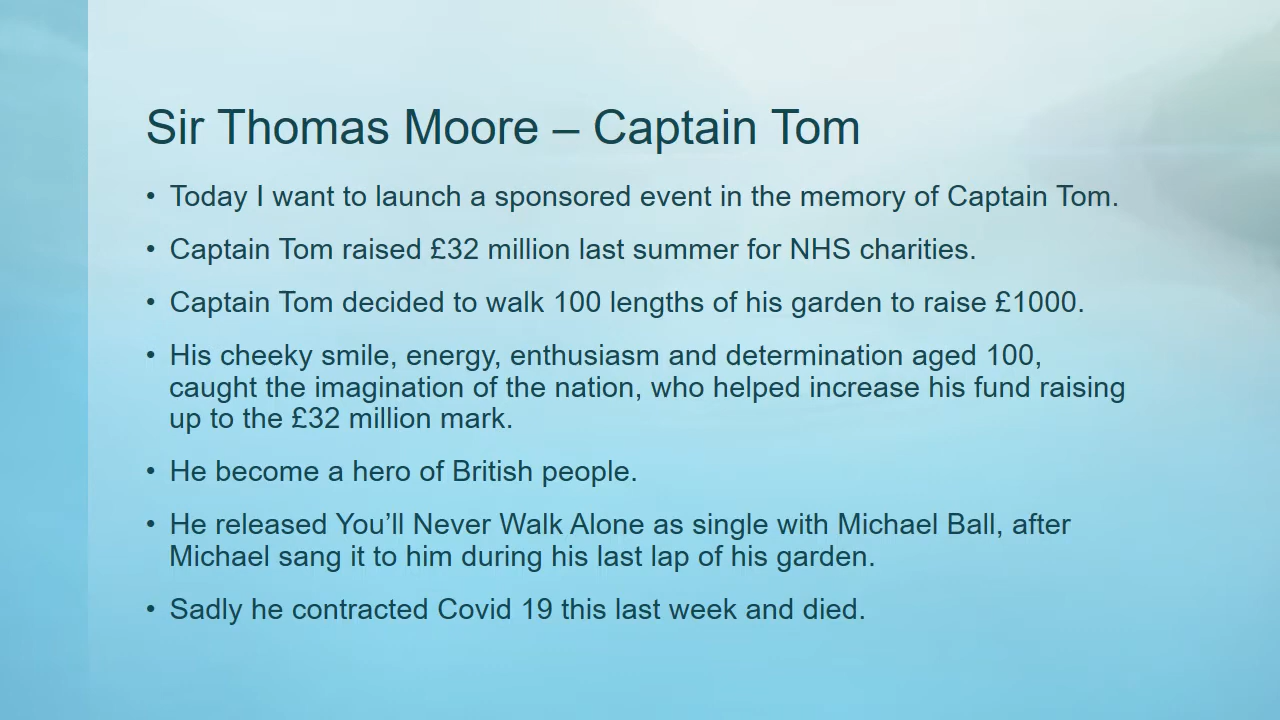 Sir Thomas Moore – Captain Tom
• Today I want to launch a sponsored event in the memory of Captain Tom.
• Captain Tom raised £32 million last summer for NHS charities.
• Captain Tom decided to walk 100 lengths of his garden to raise £1000.
• His cheeky smile, energy, enthusiasm and determination aged 100,
caught the imagination of the nation, who helped increase his fund raising
up to the £32 million mark.
• He become a hero of British people.
• He released You’ll Never Walk Alone as single with Michael Ball, after
Michael sang it to him during his last lap of his garden.
• Sadly he contracted Covid 19 this last week and died.